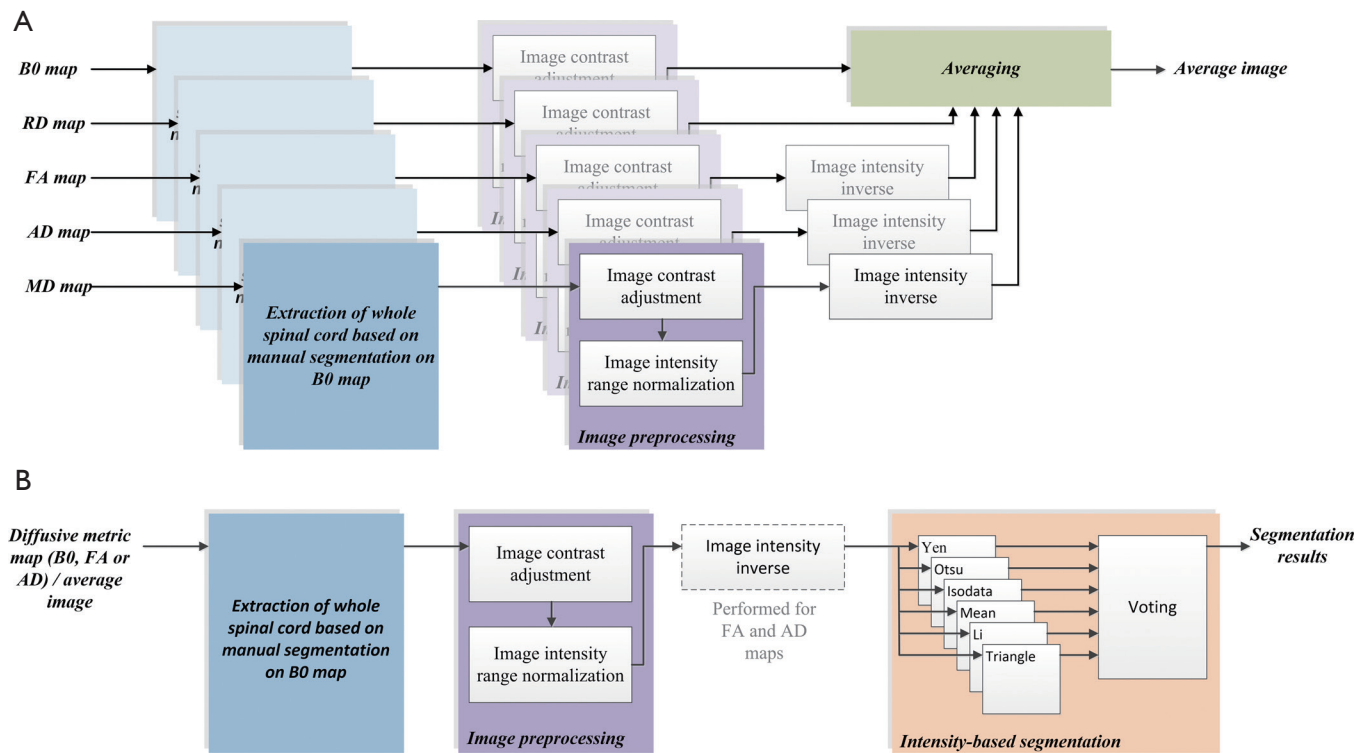 A
B0 map
Image contrast
adjustment
Averaging
Average image
RD map
Image contrast
adjustment
FA map
Image contrast
adjustment
Image intensity
inverse
AD map
Image contrast
adjustment
Image intensity
inverse
MD map
Extraction of whole
spinal cord based on
manual segmentation on
B0 map
Image contrast
adjustment
Image intensity
range normalization
Image preprocessing
Image intensity
inverse
B
Diffusive metric
map (B0, FA or
AD) / average
image
Extraction of whole
spinal cord based on
manual segmentation
on B0 map
Image contrast
adjustment
Image intensity
range normalization
Image preprocessing
Image intensity
inverse
Performed for
FA and AD
maps
Yen
Otsu
Isodata
Mean
Li
Triangle
Voting
Intensity-based segmentation
Segmentation
results